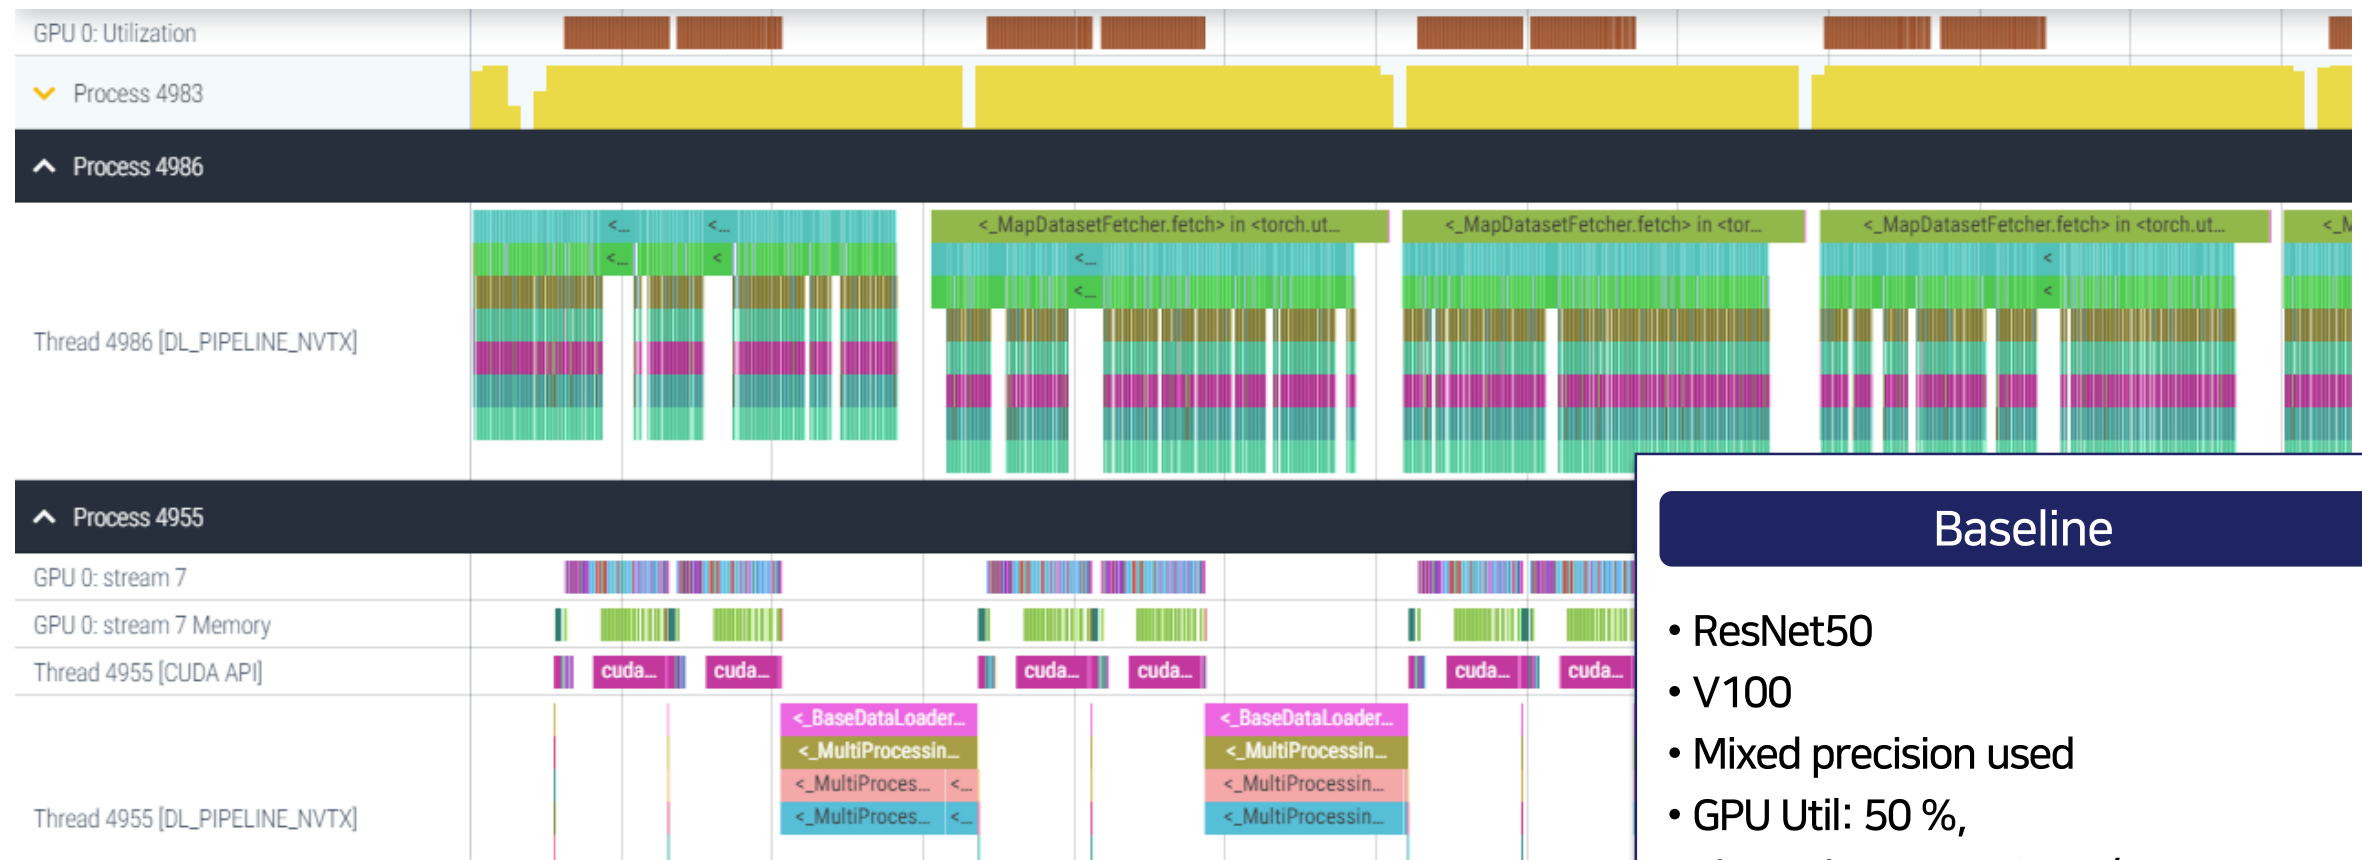 GPU 0: Utilization
Process 4983
Process 4986
<_MapDatasetFetcher.fetch> in <torch.ut...
<_MapDatasetFetcher.fetch> in <tor...
<_MapDatasetFetcher.fetch> in <torch.ut...
<_M
<...
<...
<...
<
<...
<
<...
<
Thread 4986 [DL_PIPELINE_NVTX]
Process 4955
GPU 0: stream 7
GPU 0: stream 7 Memory
Thread 4955 [CUDA API]
cuda...
cuda...
cuda...
cuda...
cuda...
cuda...
<_BaseDataLoader...
<_BaseDataLoader...
<_MultiProcessin...
<_MultiProcessin...
<_MultiProces...
<...
<_MultiProcessin...
<_MultiProces...
<...
<_MultiProcessin...
Thread 4955 [DL_PIPELINE_NVTX]
Baseline
• ResNet50
• V100
• Mixed precision used
• GPU Util: 50 %,